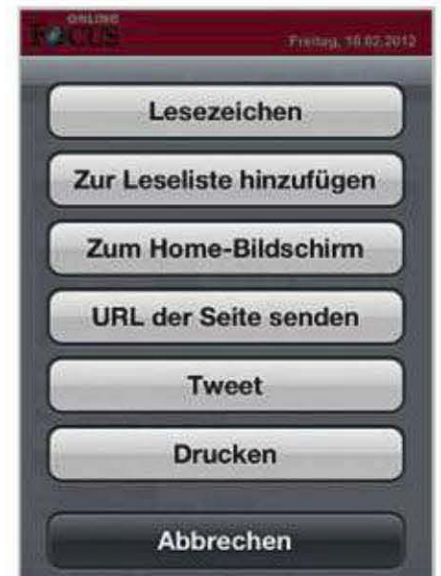 ONLINE
FOCUS
Freitag, 10.02.2012
Lesezeichen
Zur Leseliste hinzufügen
Zum Home-Bildschirm
URL der Seite senden
Tweet
Drucken
Abbrechen